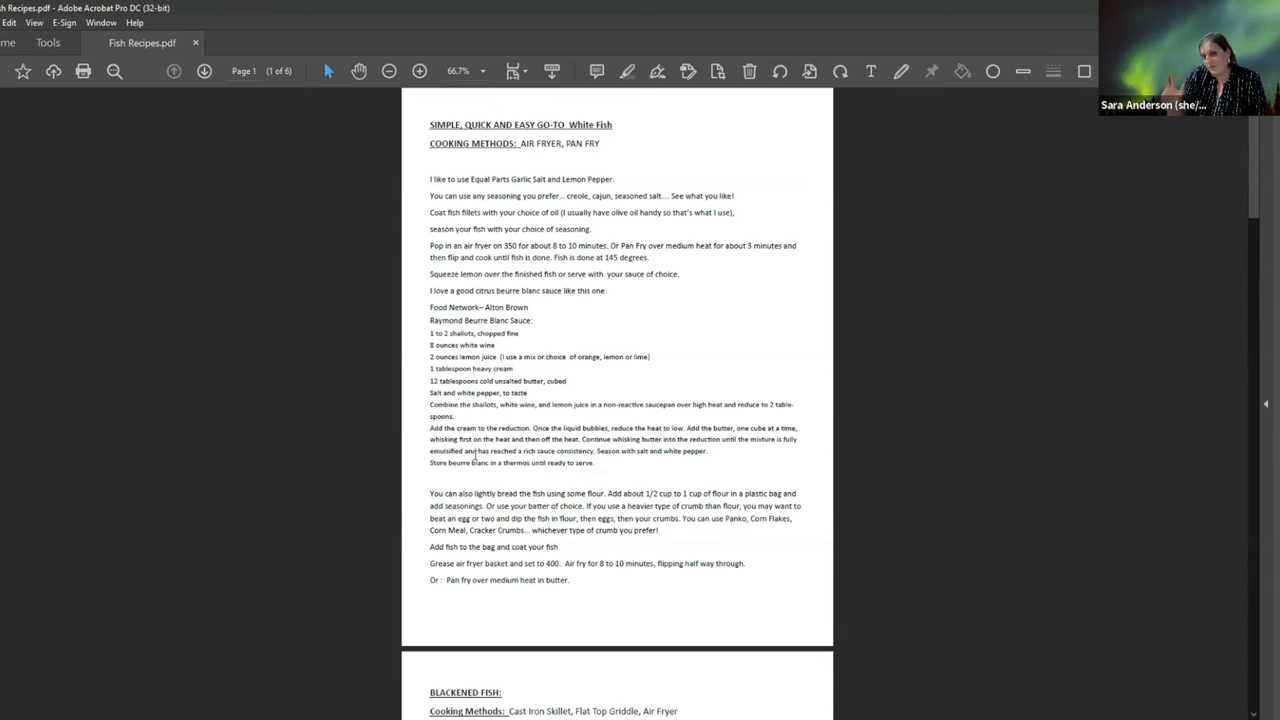 sh Recipes.pdf - Adobe Acrobat Pro DC (32-bit)
Edit View E-Sign Window Help
me Tools Fish Recipes.pdf ×
Page 1 (1 of 6) 66.7%
Sara Anderson (she/...
SIMPLE, QUICK AND EASY GO-TO White Fish
COOKING METHODS: AIR FRYER, PAN FRY
I like to use Equal Parts Garlic Salt and Lemon Pepper.
You can use any seasoning you prefer... creole, cajun, seasoned salt.... See what you like!
Coat fish fillets with your choice of oil (I usually have olive oil handy so that's what I use),
season your fish with your choice of seasoning.
Pop in an air fryer on 350 for about 8 to 10 minutes. Or Pan Fry over medium heat for about 3 minutes and
then flip and cook until fish is done. Fish is done at 145 degrees.
Squeeze lemon over the finished fish or serve with your sauce of choice.
I love a good citrus beurre blanc sauce like this one:
Food Network– Alton Brown
Raymond Beurre Blanc Sauce:
1 to 2 shallots, chopped fine
8 ounces white wine
2 ounces lemon juice (I use a mix or choice of orange, lemon or lime)
1 tablespoon heavy cream
12 tablespoons cold unsalted butter, cubed
Salt and white pepper, to taste
Combine the shallots, white wine, and lemon juice in a non-reactive saucepan over high heat and reduce to 2 table-
spoons.
Add the cream to the reduction. Once the liquid bubbles, reduce the heat to low. Add the butter, one cube at a time,
whisking first on the heat and then off the heat. Continue whisking butter into the reduction until the mixture is fully
emulsified and has reached a rich sauce consistency. Season with salt and white pepper.
Store beurre blanc in a thermos until ready to serve.
You can also lightly bread the fish using some flour. Add about 1/2 cup to 1 cup of flour in a plastic bag and
add seasonings. Or use your batter of choice. If you use a heavier type of crumb than flour, you may want to
beat an egg or two and dip the fish in flour, then eggs, then your crumbs. You can use Panko, Corn Flakes,
Corn Meal, Cracker Crumbs... whichever type of crumb you prefer!
Add fish to the bag and coat your fish
Grease air fryer basket and set to 400. Air fry for 8 to 10 minutes, flipping half way through.
Or : Pan fry over medium heat in butter.
BLACKENED FISH:
Cooking Methods: Cast Iron Skillet, Flat Top Griddle, Air Fryer